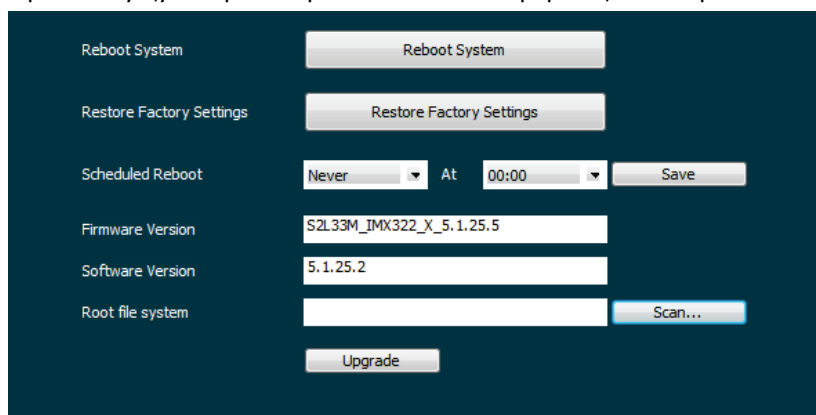 Reboot System Reboot System
Restore Factory Settings Restore Factory Settings
Scheduled Reboot Never At 00:00 Save
Firmware Version S2L33M_IMX322_X_5.1.25.5
Software Version 5.1.25.2
Root file system Scan...
Upgrade